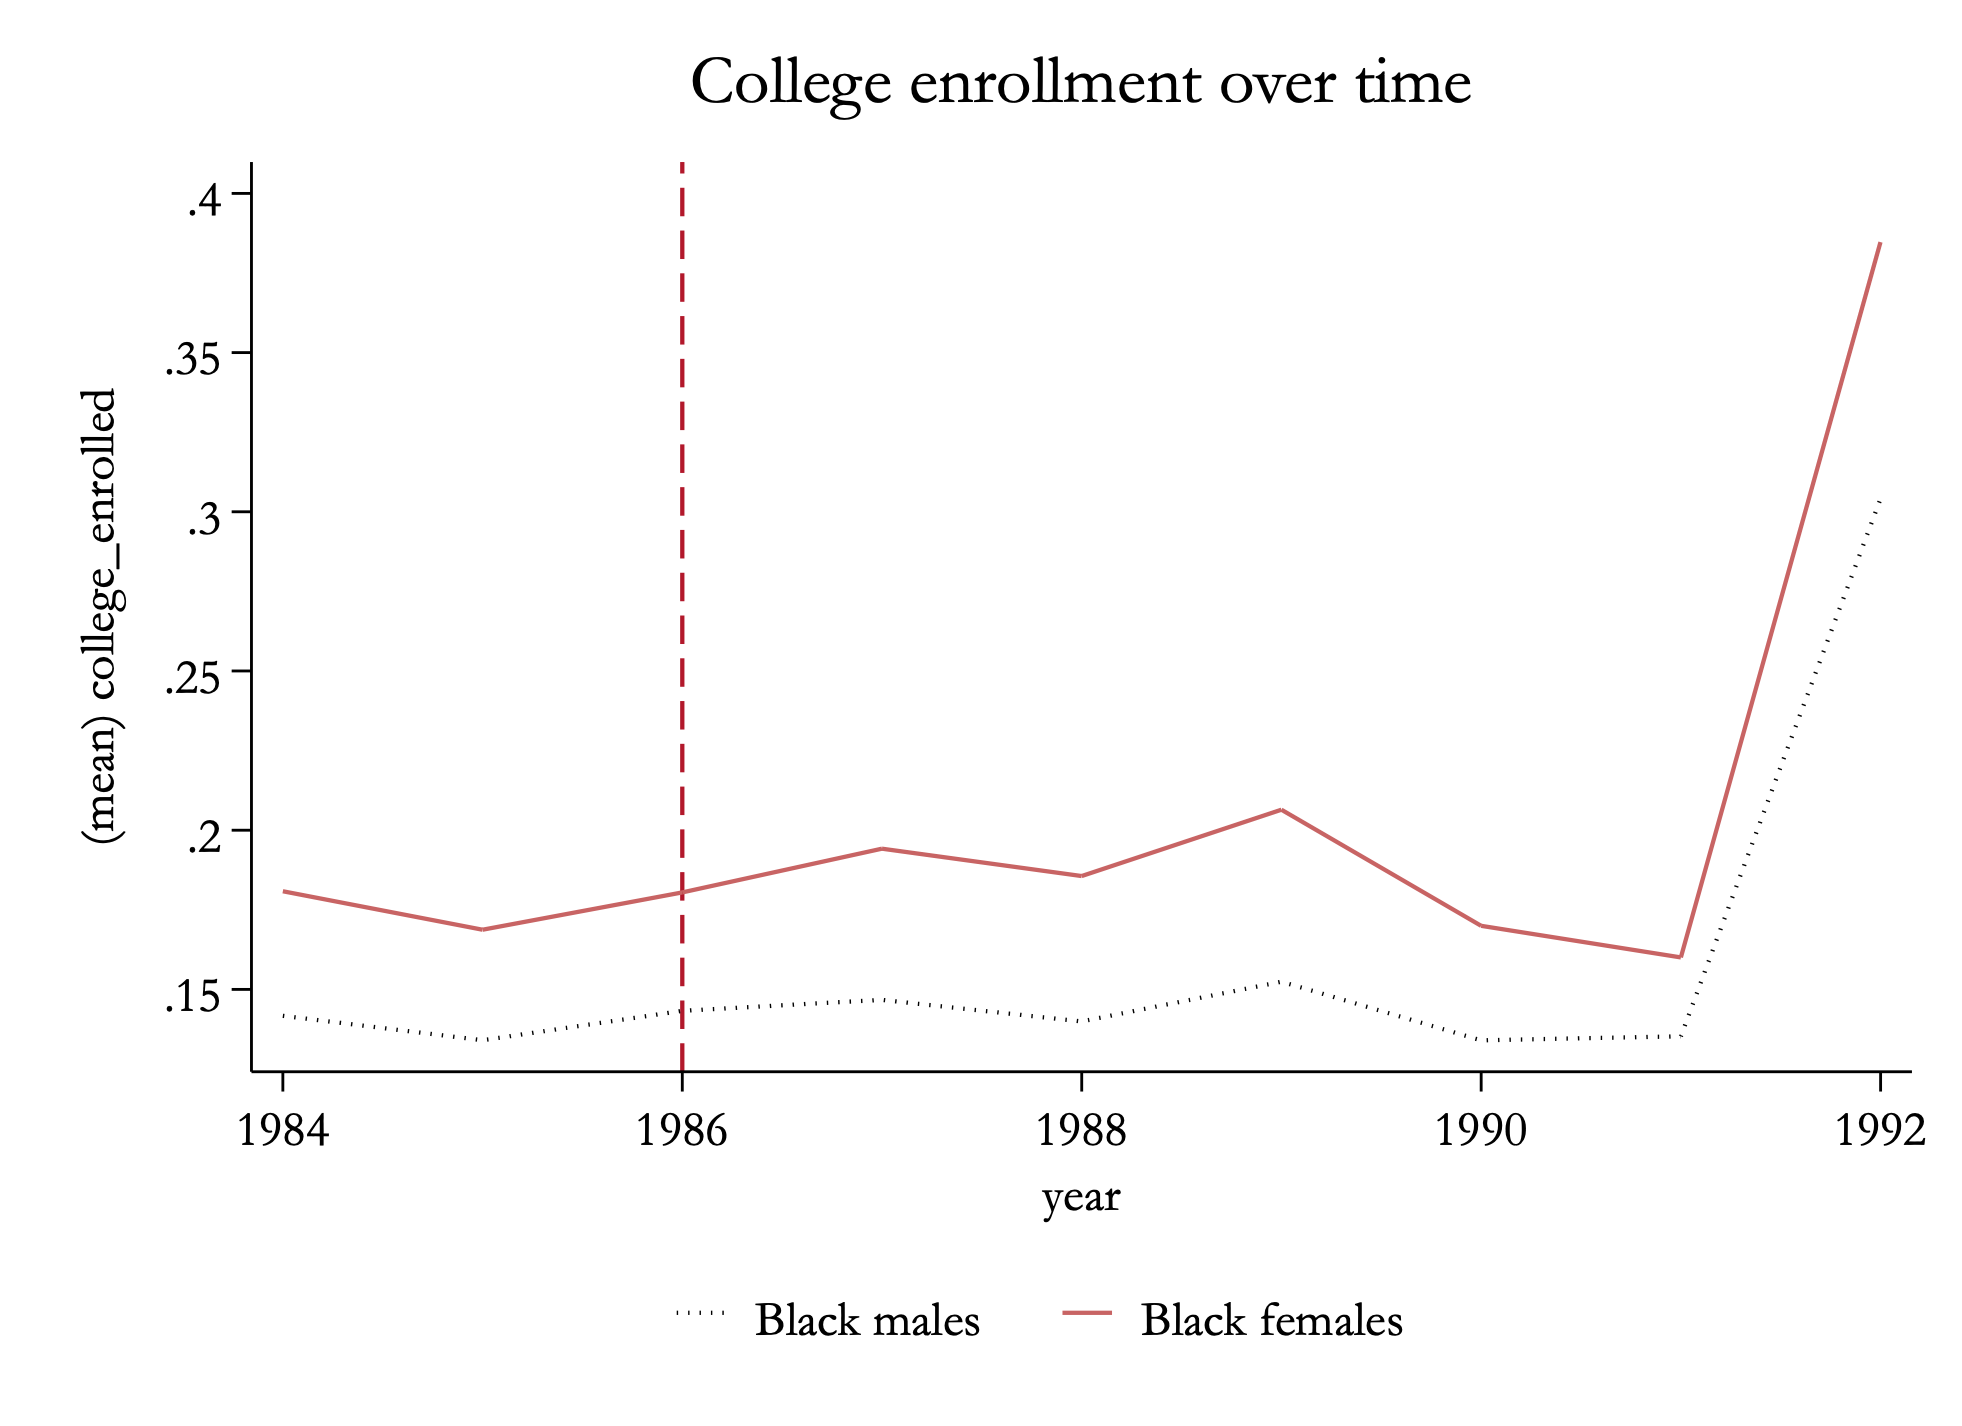 College enrollment over time
(mean) college_enrolled
.4
.35
.3
.25
.2
.15
1984 1986 1988 1990 1992
year
Black males Black females